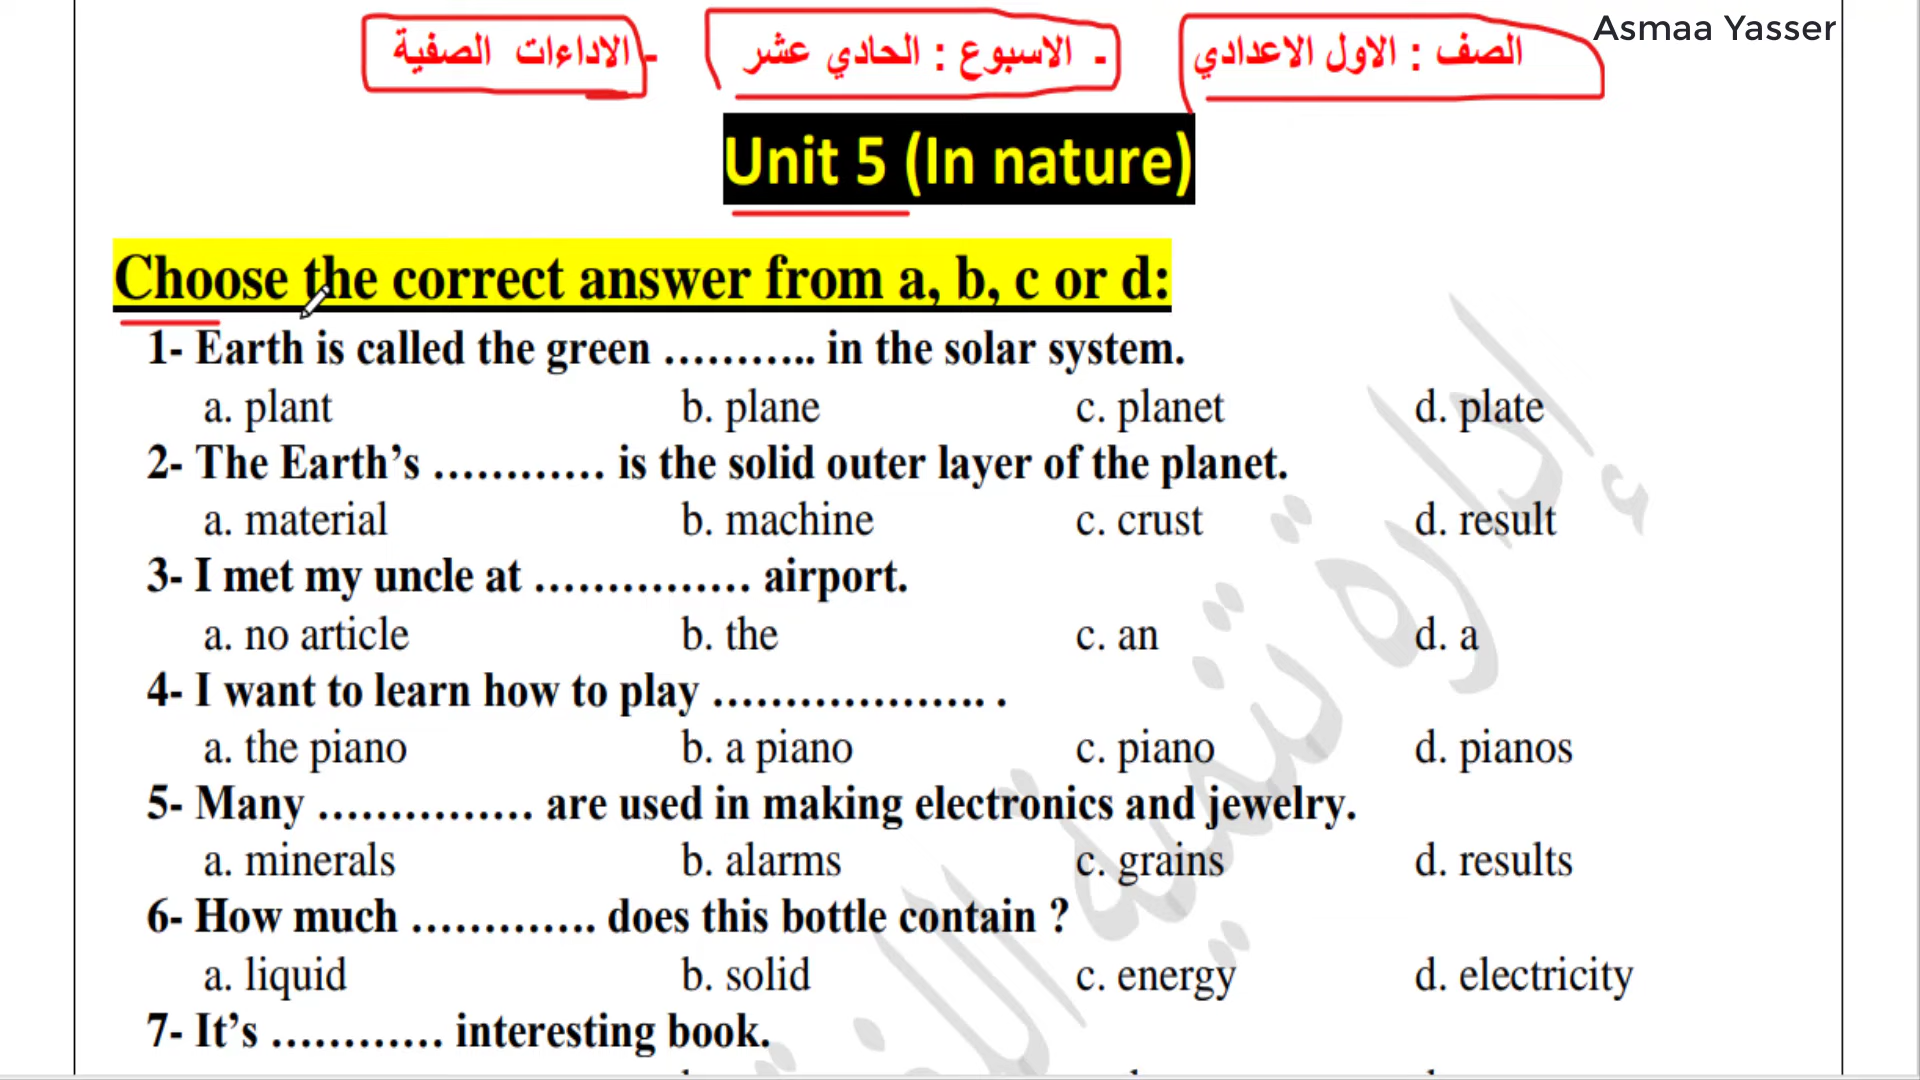 Asmaa Yasser
الصف : الاول الاعدادي - الاسبوع : الحادي عشر - الاداءات الصفية
Unit 5 (In nature)
Choose the correct answer from a, b, c or d:
1- Earth is called the green ……….. in the solar system.
a. plant b. plane c. planet d. plate
2- The Earth’s ………… is the solid outer layer of the planet.
a. material b. machine c. crust d. result
3- I met my uncle at …………… airport.
a. no article b. the c. an d. a
4- I want to learn how to play ………………. .
a. the piano b. a piano c. piano d. pianos
5- Many …………… are used in making electronics and jewelry.
a. minerals b. alarms c. grains d. results
6- How much …………. does this bottle contain ?
a. liquid b. solid c. energy d. electricity
7- It’s ………… interesting book.
إدارة تنمية